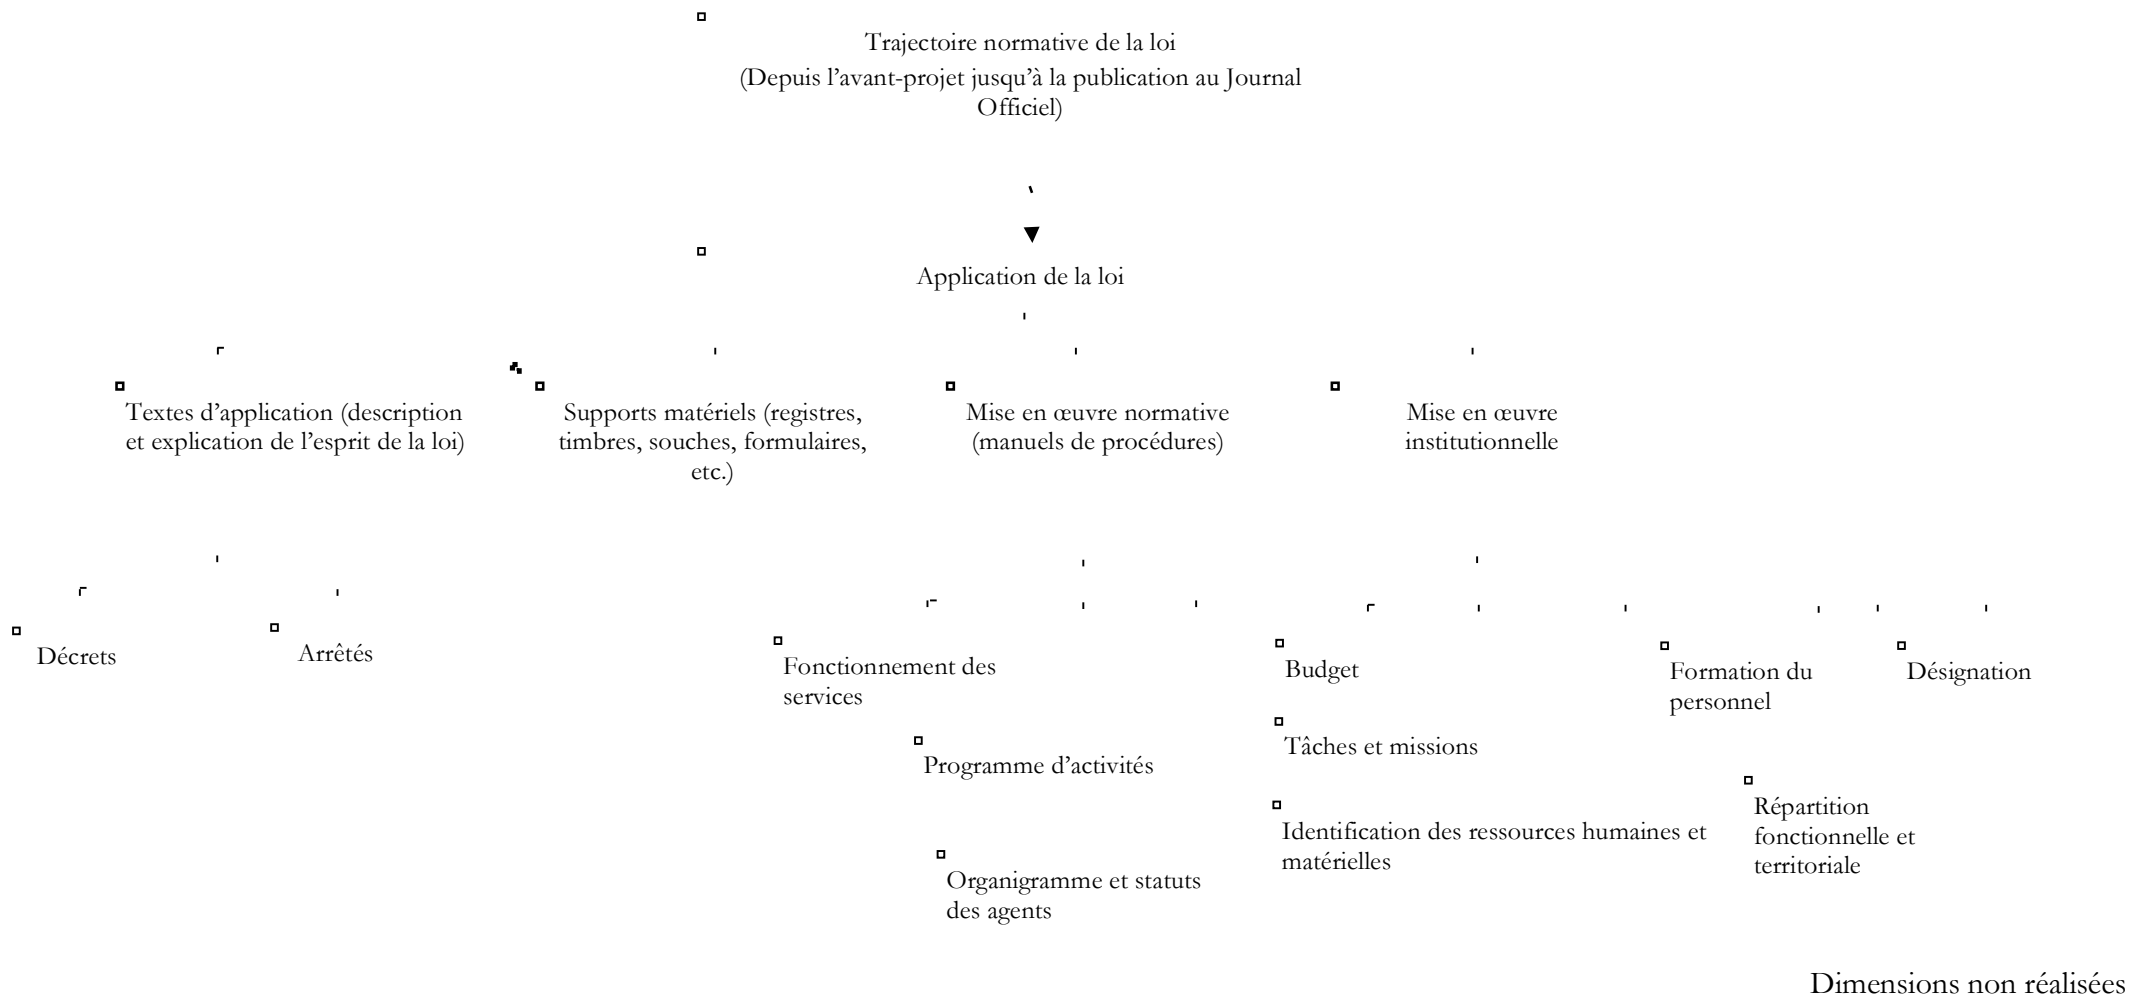 Trajectoire normative de la loi
(Depuis l’avant-projet jusqu’à la publication au Journal
Officiel)
Application de la loi
Textes d’application (description
et explication de l’esprit de la loi)
Supports matériels (registres,
timbres, souches, formulaires,
etc.)
Mise en œuvre normative
(manuels de procédures)
Mise en œuvre
institutionnelle
Décrets
Arrêtés
Fonctionnement des
services
Programme d’activités
Organigramme et statuts
des agents
Budget
Tâches et missions
Identification des ressources humaines et
matérielles
Formation du
personnel
Répartition
fonctionnelle et
territoriale
Désignation
Dimensions non réalisées